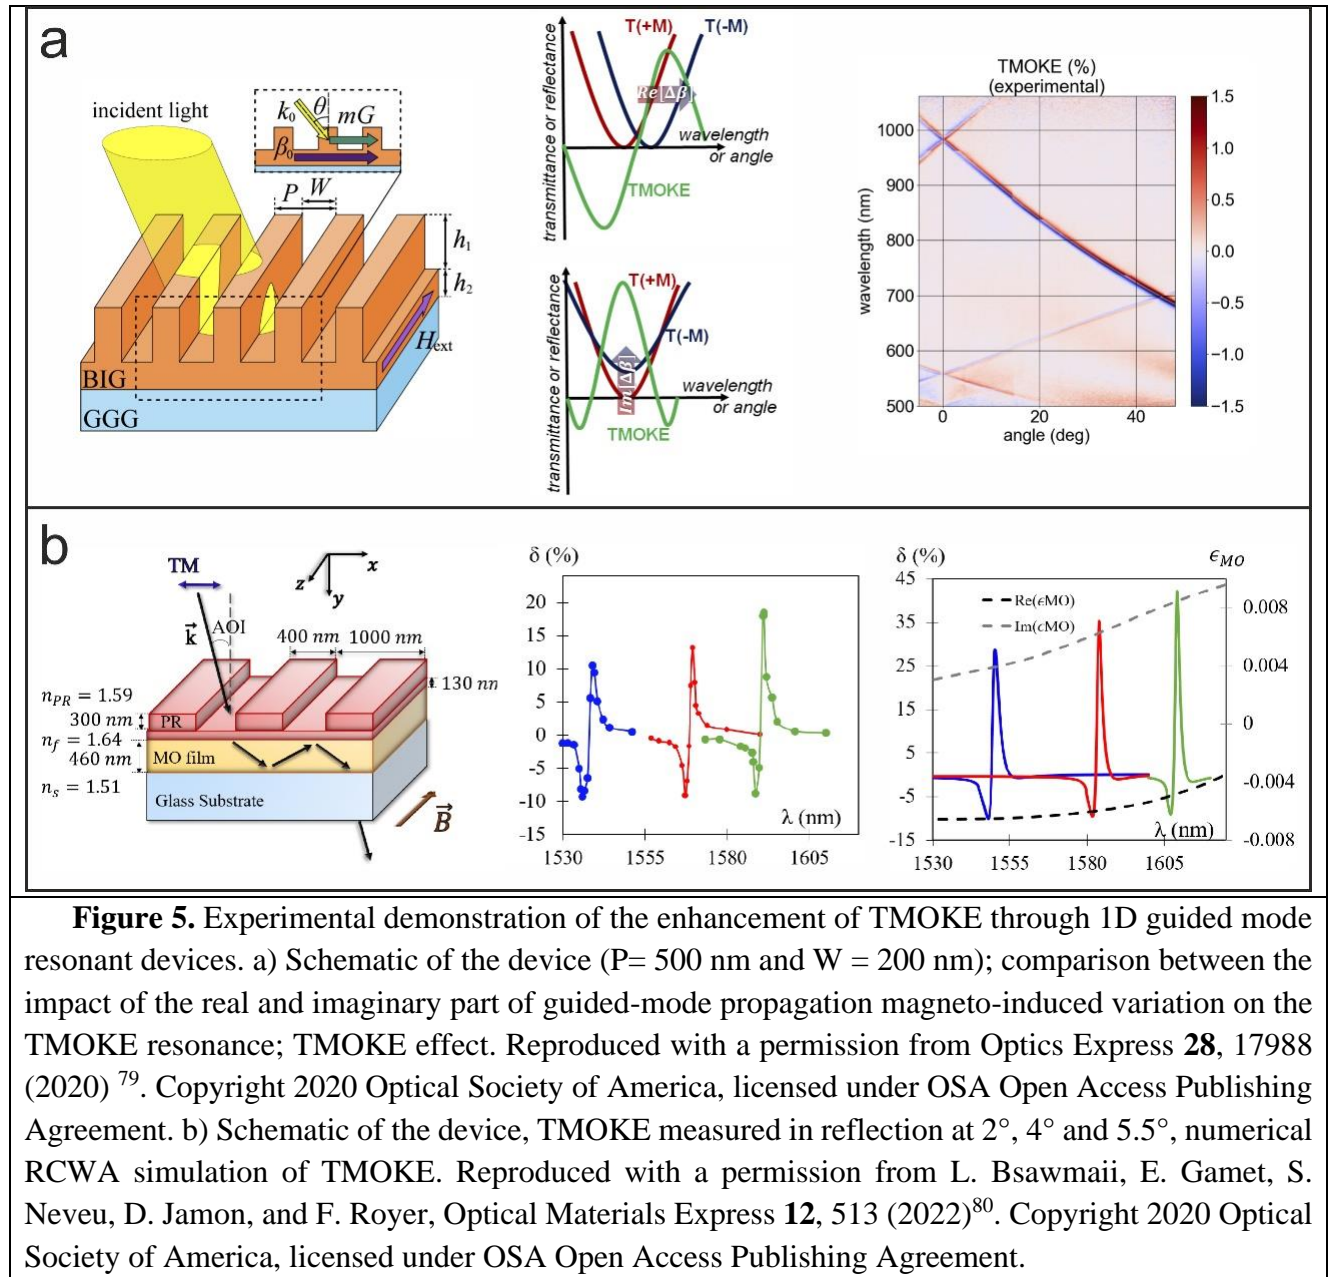 a
incident light
k0 θ mG
β0
P W
h1
h2
Hext
BIG
GGG
transmittance or reflectance
T(+M) T(-M)
Re[Δβ]
wavelength
or angle
TMOKE
transmittance or reflectance
T(+M)
T(-M)
Im[Δβ]
wavelength
or angle
TMOKE
TMOKE (%)
(experimental)
wavelength (nm)
1000
900
800
700
600
500
0 20 40
angle (deg)
1.5
1.0
0.5
0.0
−0.5
−1.0
−1.5
b
TM
x
z
y
k⃗ AOI
400 nm 1000 nm
130 nm
nPR = 1.59
300 nm PR
nf = 1.64
460 nm MO film
ns = 1.51
Glass Substrate
B⃗
δ (%)
20
15
10
5
0
-5
-10
-15
λ (nm)
1530 1555 1580 1605
δ (%) ϵMO
45
35
25
15
5
-5
-15
Re(ϵMO)
Im(ϵMO)
0.008
0.004
0
-0.004
-0.008
λ (nm)
1530 1555 1580 1605
Figure 5. Experimental demonstration of the enhancement of TMOKE through 1D guided mode
resonant devices. a) Schematic of the device (P= 500 nm and W = 200 nm); comparison between the
impact of the real and imaginary part of guided-mode propagation magneto-induced variation on the
TMOKE resonance; TMOKE effect. Reproduced with a permission from Optics Express 28, 17988
(2020) 79. Copyright 2020 Optical Society of America, licensed under OSA Open Access Publishing
Agreement. b) Schematic of the device, TMOKE measured in reflection at 2°, 4° and 5.5°, numerical
RCWA simulation of TMOKE. Reproduced with a permission from L. Bsawmaii, E. Gamet, S.
Neveu, D. Jamon, and F. Royer, Optical Materials Express 12, 513 (2022)80. Copyright 2020 Optical
Society of America, licensed under OSA Open Access Publishing Agreement.